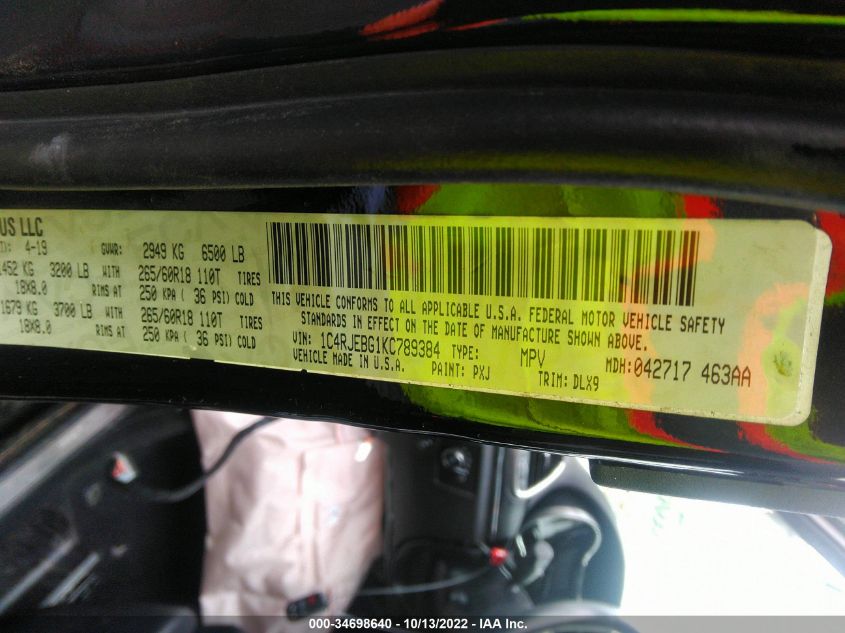 US LLC
4-19 GVWR: 2949 KG 6500 LB
1452 KG 3200 LB WITH 265/60R18 110T TIRES
18X8.0 RIMS AT 250 KPA ( 36 PSI) COLD
1679 KG 3700 LB WITH 265/60R18 110T TIRES
18X8.0 RIMS AT 250 KPA ( 36 PSI) COLD
THIS VEHICLE CONFORMS TO ALL APPLICABLE U.S.A. FEDERAL MOTOR VEHICLE SAFETY
STANDARDS IN EFFECT ON THE DATE OF MANUFACTURE SHOWN ABOVE.
VIN: 1C4RJEBG1KC789384 TYPE: MPV MDH:042717 463AA
VEHICLE MADE IN U.S.A. PAINT: PXJ TRIM: DLX9
000-34698640 - 10/13/2022 - IAA Inc.